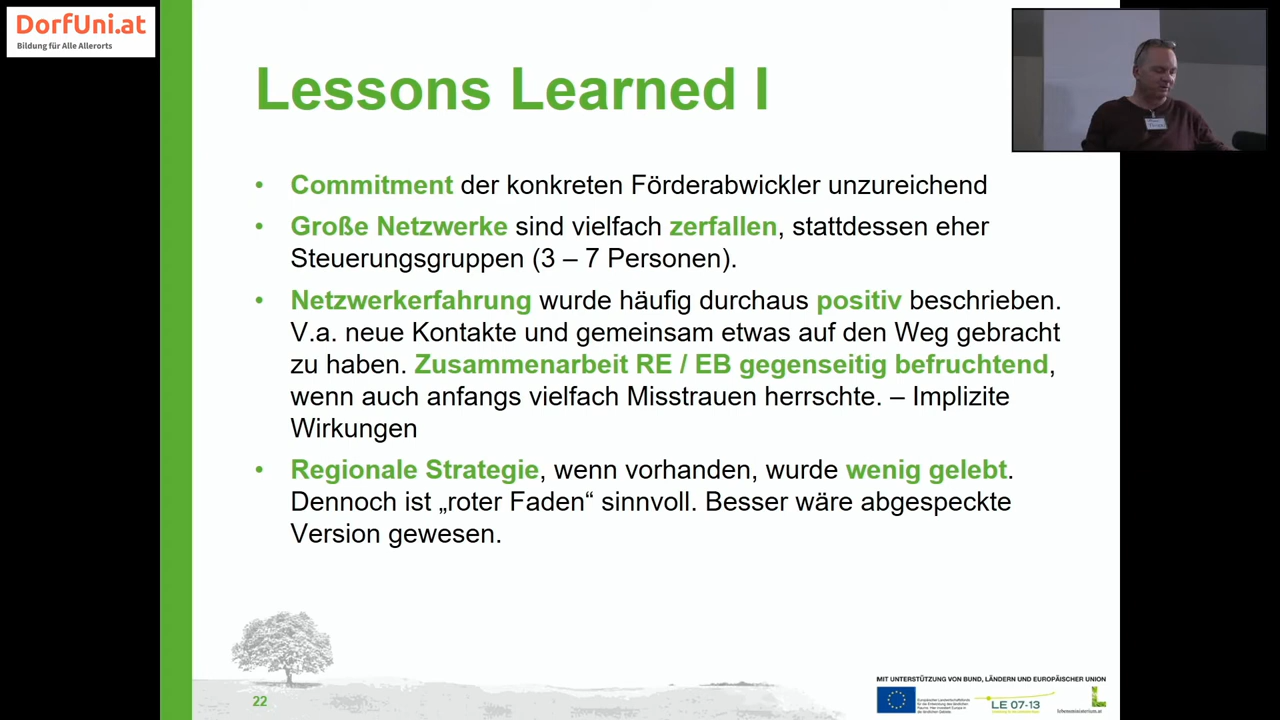 DorfUni.at
Bildung für Alle Allerorts
Lessons Learned I
• Commitment der konkreten Förderabwickler unzureichend
• Große Netzwerke sind vielfach zerfallen, stattdessen eher
Steuerungsgruppen (3 – 7 Personen).
• Netzwerkerfahrung wurde häufig durchaus positiv beschrieben.
V.a. neue Kontakte und gemeinsam etwas auf den Weg gebracht
zu haben. Zusammenarbeit RE / EB gegenseitig befruchtend,
wenn auch anfangs vielfach Misstrauen herrschte. – Implizite
Wirkungen
• Regionale Strategie, wenn vorhanden, wurde wenig gelebt.
Dennoch ist „roter Faden“ sinnvoll. Besser wäre abgespeckte
Version gewesen.
22
MIT UNTERSTÜTZUNG VON BUND, LÄNDERN UND EUROPÄISCHER UNION
LE 07-13